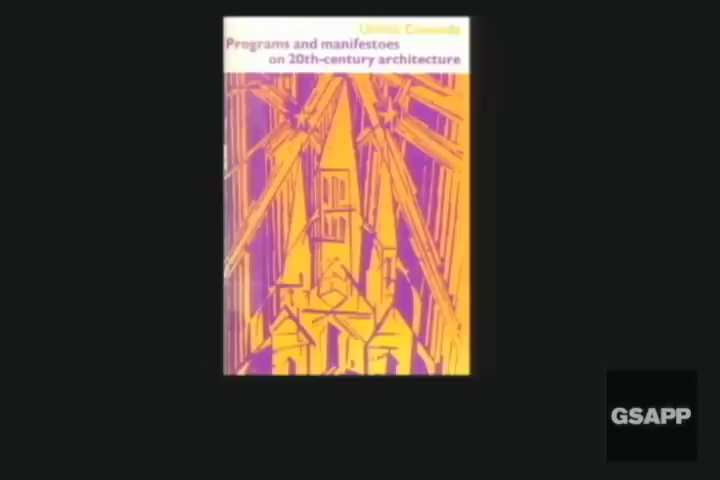 Ulrich Conrads
Programs and manifestoes
on 20th-century architecture
GSAPP